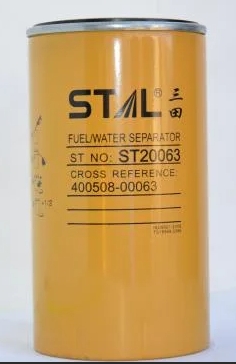 STAL® 三田
FUEL/WATER SEPARATOR
ST NO: ST20063
CROSS REFERENCE:
400508-00063